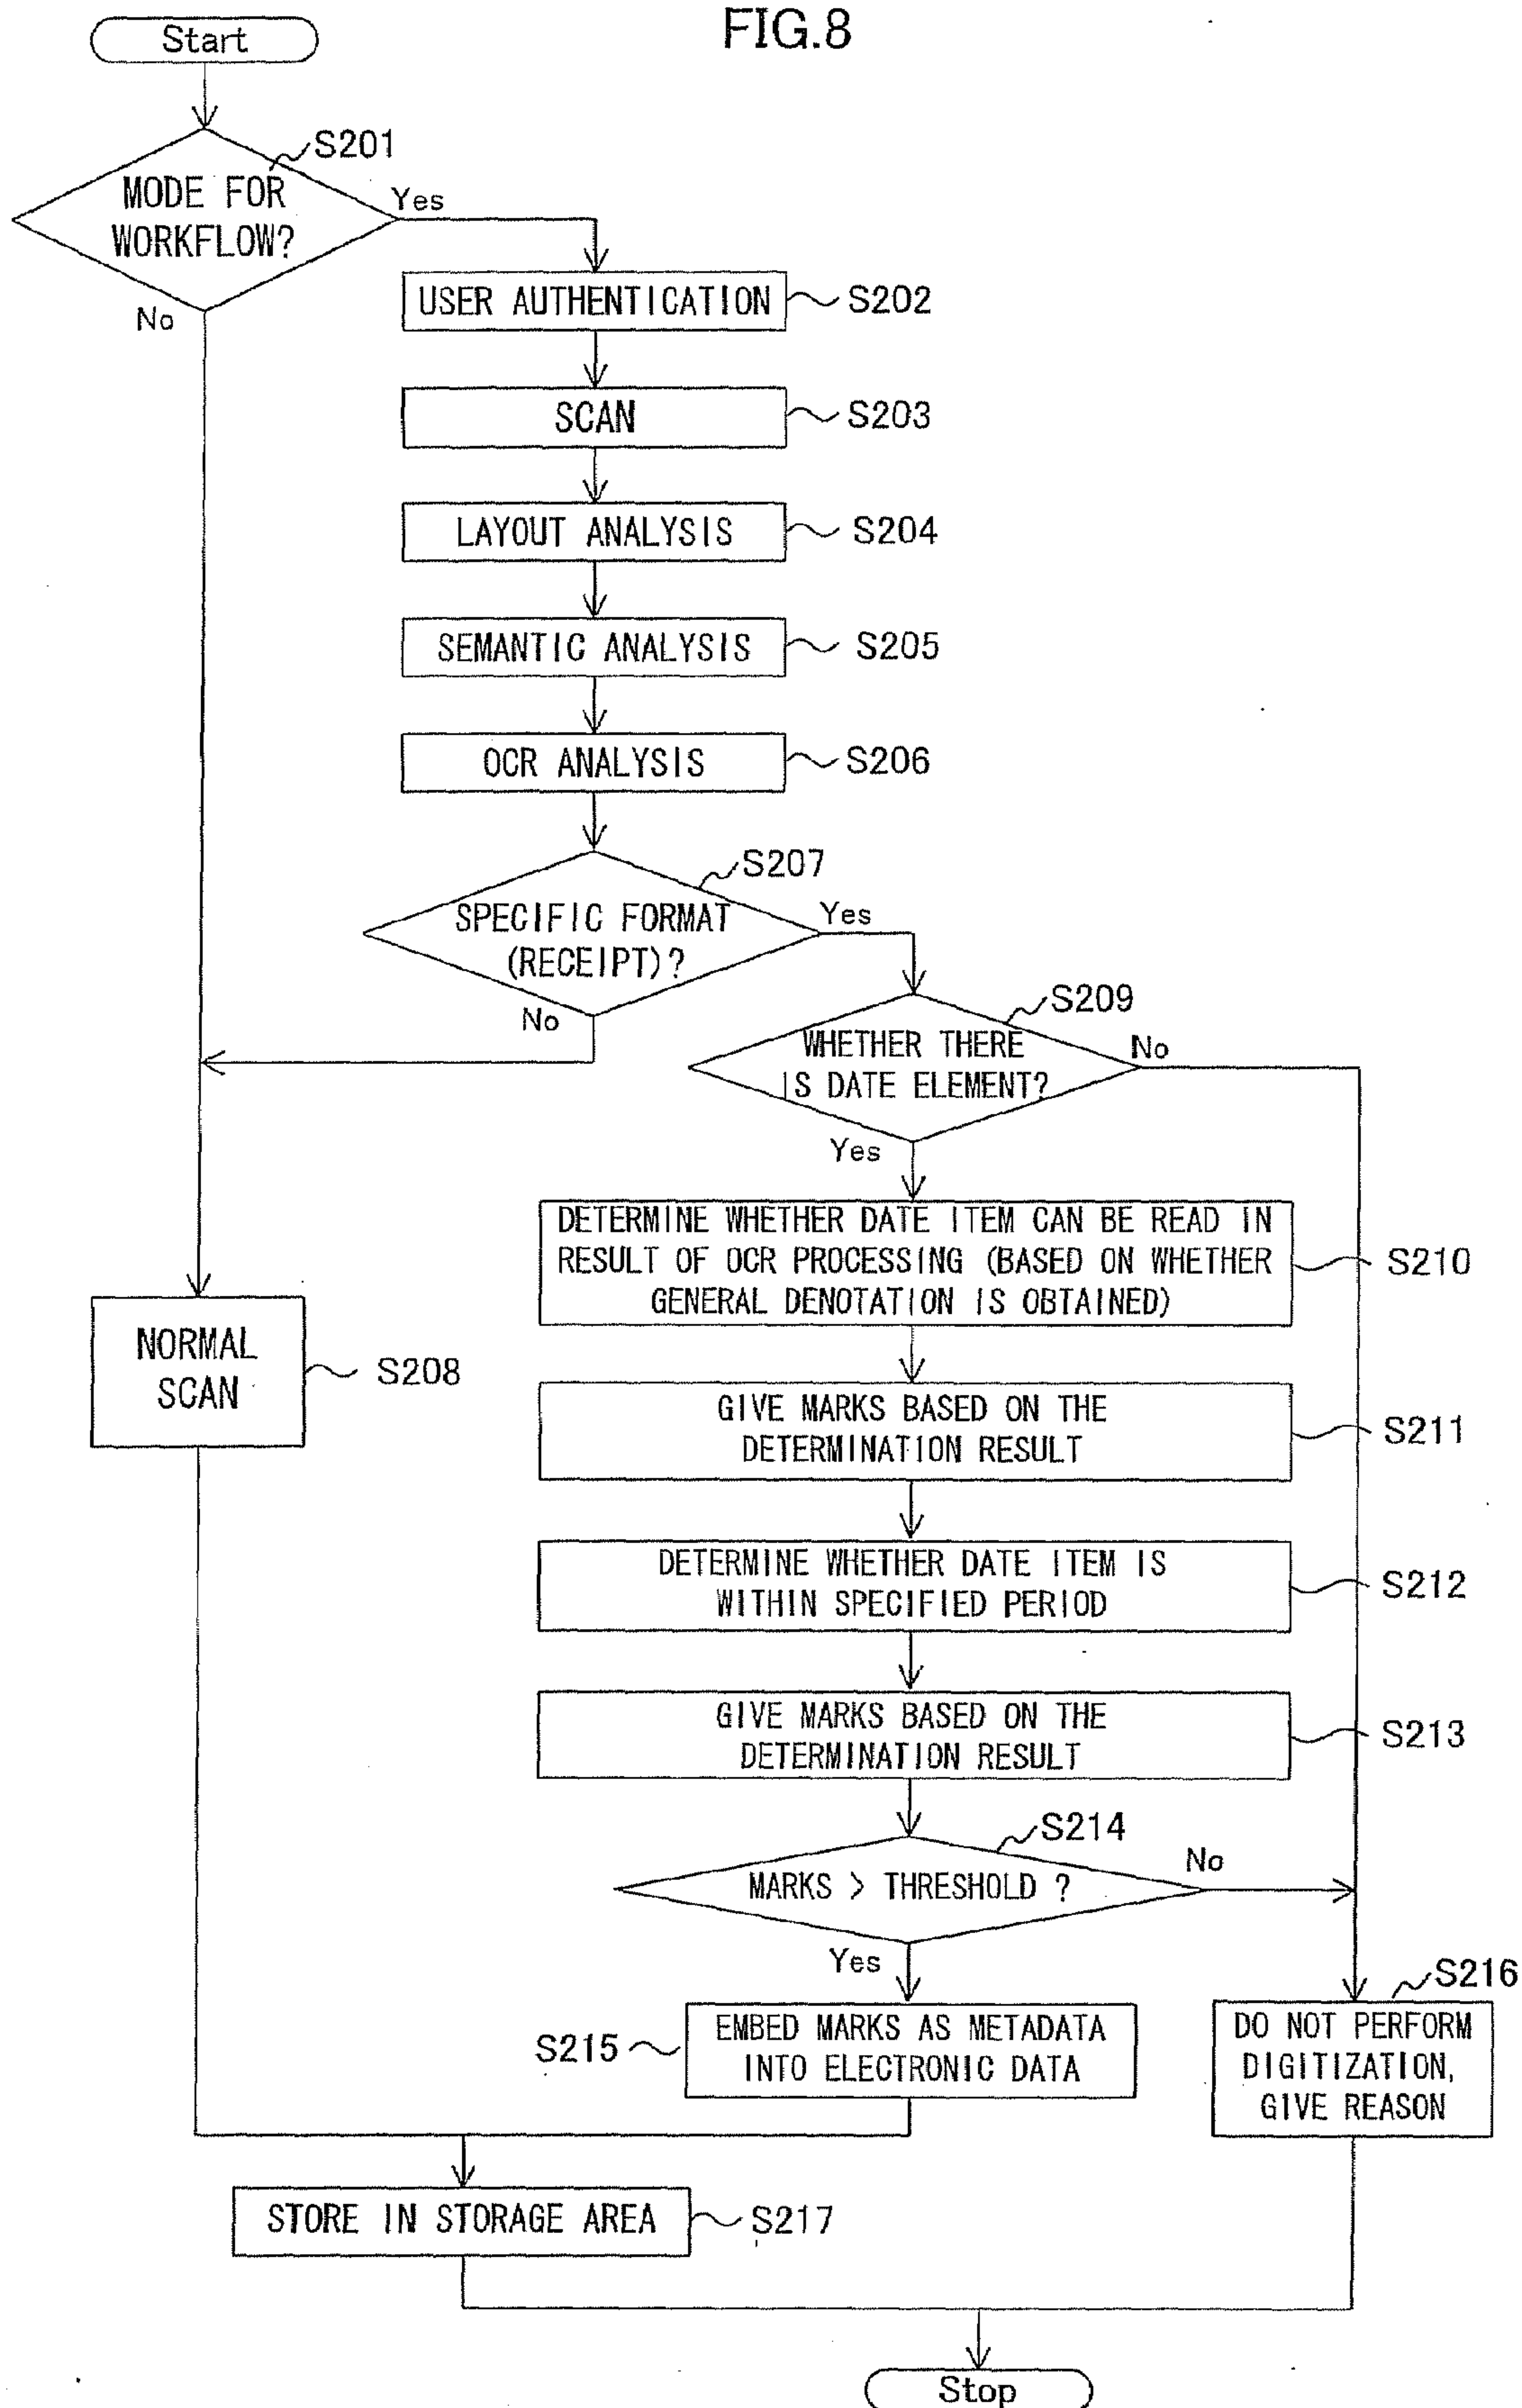 FIG.8
Start
S201
MODE FOR
WORKFLOW?
Yes
No
USER AUTHENTICATION
S202
SCAN
S203
LAYOUT ANALYSIS
S204
SEMANTIC ANALYSIS
S205
OCR ANALYSIS
S206
S207
SPECIFIC FORMAT
(RECEIPT)?
Yes
No
S209
WHETHER THERE
IS DATE ELEMENT?
No
Yes
DETERMINE WHETHER DATE ITEM CAN BE READ IN
RESULT OF OCR PROCESSING (BASED ON WHETHER
GENERAL DENOTATION IS OBTAINED)
S210
NORMAL
SCAN
S208
GIVE MARKS BASED ON THE
DETERMINATION RESULT
S211
DETERMINE WHETHER DATE ITEM IS
WITHIN SPECIFIED PERIOD
S212
GIVE MARKS BASED ON THE
DETERMINATION RESULT
S213
S214
MARKS > THRESHOLD ?
No
Yes
S215
EMBED MARKS AS METADATA
INTO ELECTRONIC DATA
S216
DO NOT PERFORM
DIGITIZATION,
GIVE REASON
STORE IN STORAGE AREA
S217
Stop